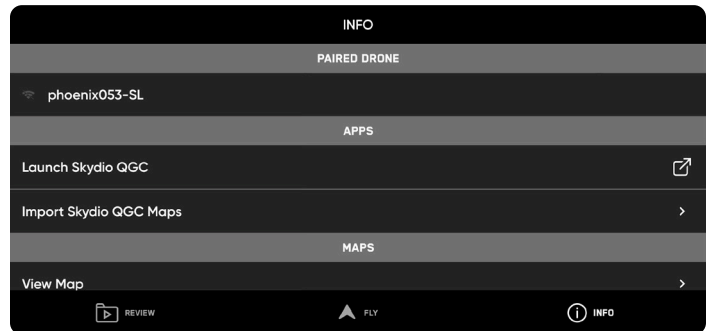 INFO
PAIRED DRONE
phoenix053-SL
APPS
Launch Skydio QGC
Import Skydio QGC Maps
MAPS
View Map
REVIEW FLY INFO